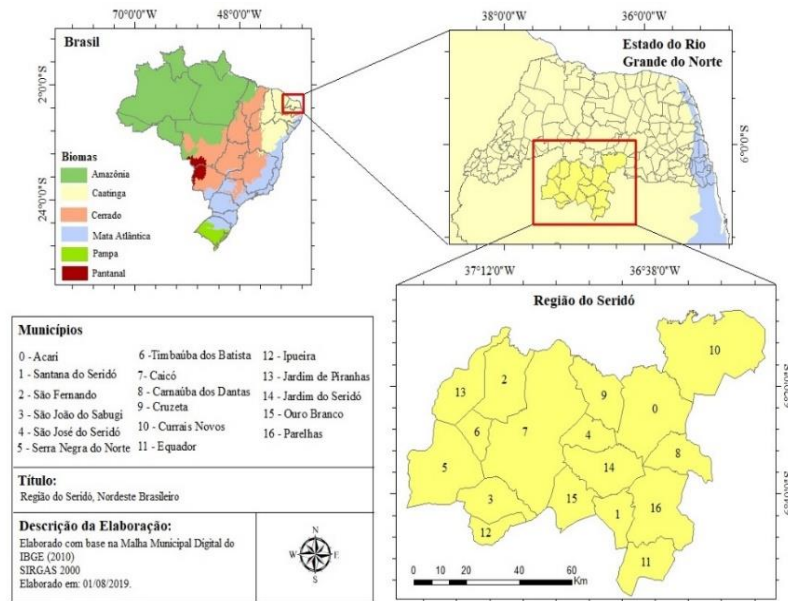 70°0'0"W
48°0'0"W
Brasil
2°0'0"S
24°0'0"S
Biomas
Amazônia
Caatinga
Cerrado
Mata Atlântica
Pampa
Pantanal
38°0'0"W
36°0'0"W
Estado do Rio
Grande do Norte
6°0'0"S
37°12'0"W
36°38'0"W
Região do Seridó
10
2
13
9
0
6
7
4
8
5
14
3
15
1
16
12
11
0 10 20 40 60
Km
Municípios
0 - Acari
1 - Santana do Seridó
2 - São Fernando
3 - São João do Sabugi
4 - São José do Seridó
5 - Serra Negra do Norte
6 -Timbaúba dos Batista
7- Caicó
8 - Carnaúba dos Dantas
9 - Cruzeta
10 - Currais Novos
11 - Equador
12 - Ipueira
13 - Jardim de Piranhas
14 - Jardim do Seridó
15 - Ouro Branco
16 - Parelhas
Título:
Região do Seridó, Nordeste Brasileiro
Descrição da Elaboração:
Elaborado com base na Malha Municipal Digital do
IBGE (2010)
SIRGAS 2000
Elaborado em: 01/08/2019.
N
W E
S